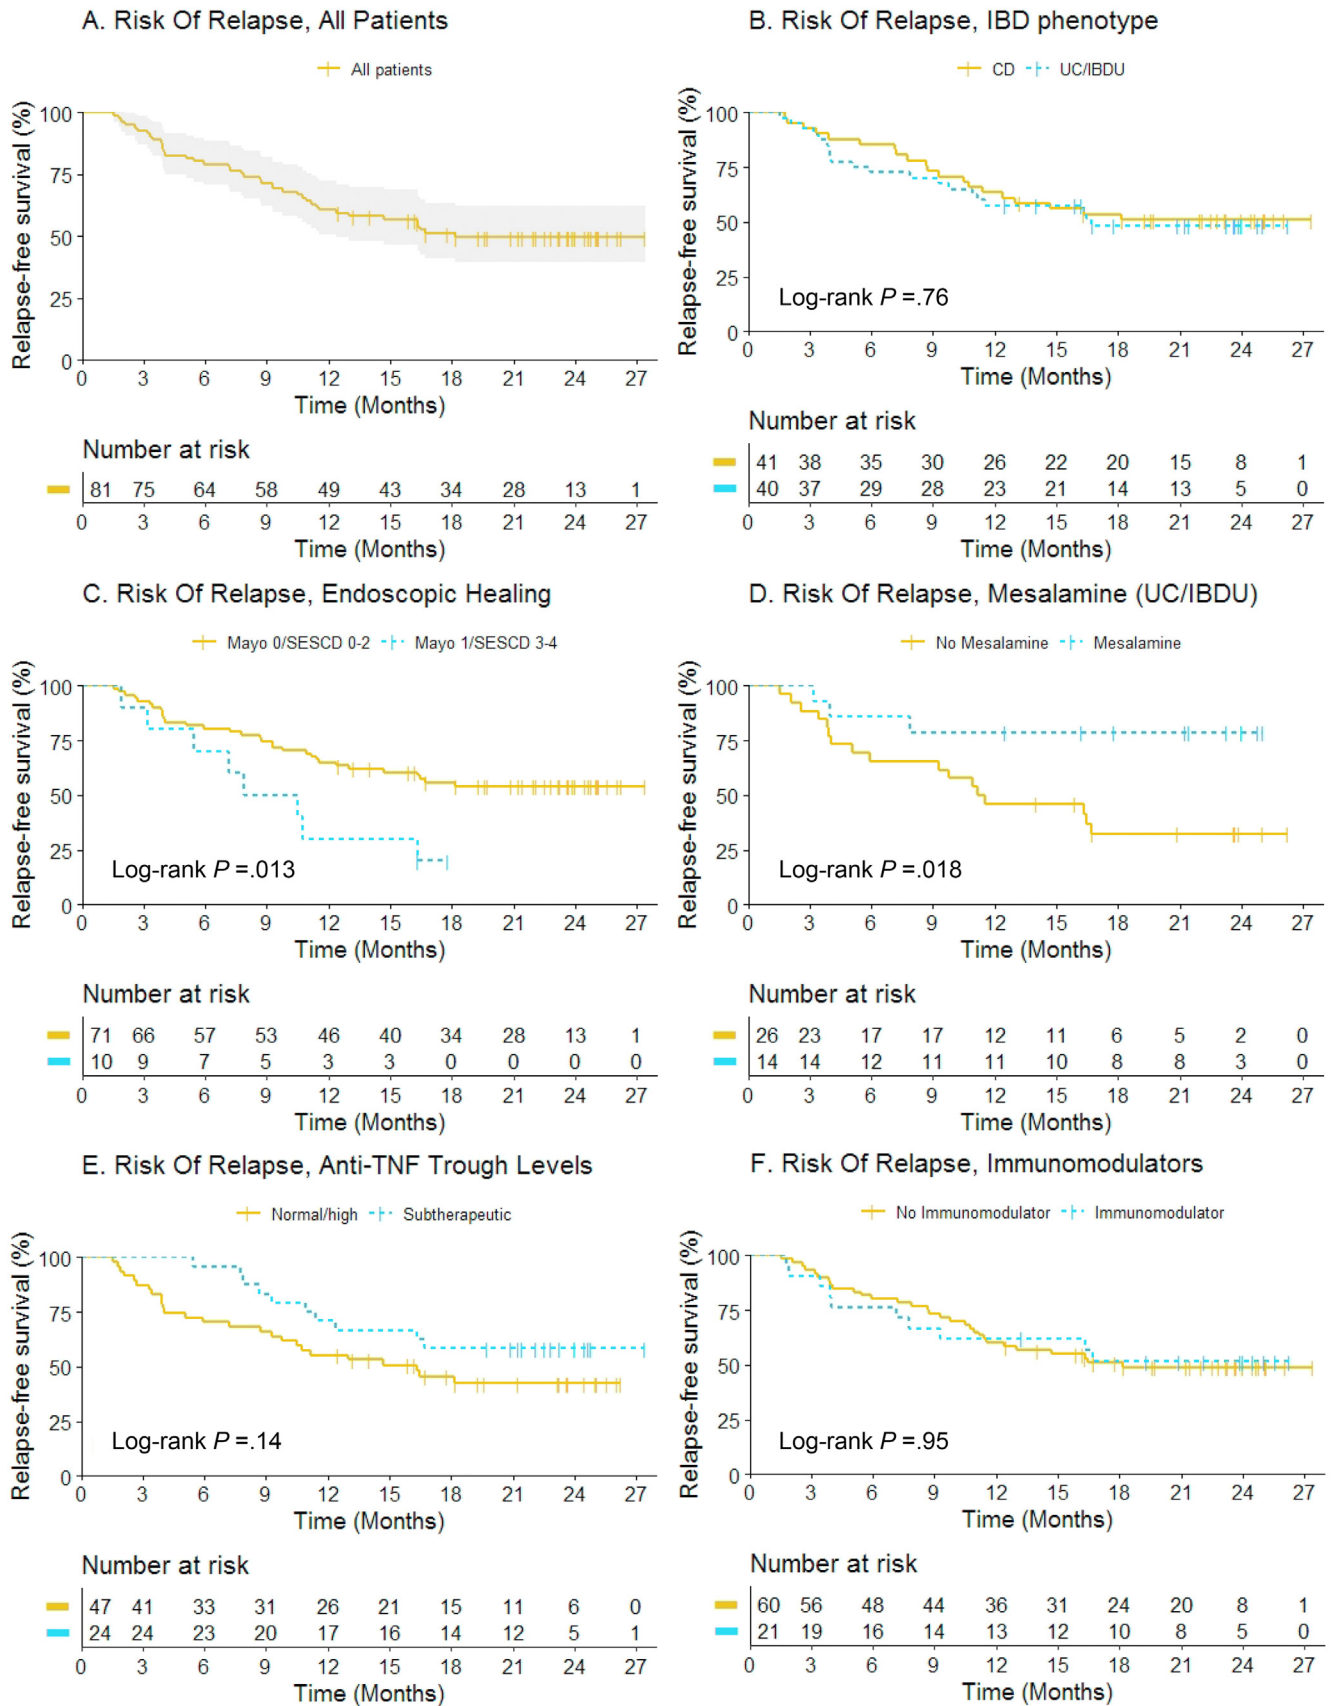 A. Risk Of Relapse, All Patients
All patients
Relapse-free survival (%)
100
75
50
25
0
0 3 6 9 12 15 18 21 24 27
Time (Months)
Number at risk
81 75 64 58 49 43 34 28 13 1
0 3 6 9 12 15 18 21 24 27
Time (Months)
B. Risk Of Relapse, IBD phenotype
CD UC/IBDU
Relapse-free survival (%)
100
75
50
25
0
Log-rank P =.76
0 3 6 9 12 15 18 21 24 27
Time (Months)
Number at risk
41 38 35 30 26 22 20 15 8 1
40 37 29 28 23 21 14 13 5 0
0 3 6 9 12 15 18 21 24 27
Time (Months)
C. Risk Of Relapse, Endoscopic Healing
Mayo 0/SESCD 0-2 Mayo 1/SESCD 3-4
Relapse-free survival (%)
100
75
50
25
0
Log-rank P =.013
0 3 6 9 12 15 18 21 24 27
Time (Months)
Number at risk
71 66 57 53 46 40 34 28 13 1
10 9 7 5 3 3 0 0 0 0
0 3 6 9 12 15 18 21 24 27
Time (Months)
D. Risk Of Relapse, Mesalamine (UC/IBDU)
No Mesalamine Mesalamine
Relapse-free survival (%)
100
75
50
25
0
Log-rank P =.018
0 3 6 9 12 15 18 21 24 27
Time (Months)
Number at risk
26 23 17 17 12 11 6 5 2 0
14 14 12 11 11 10 8 8 3 0
0 3 6 9 12 15 18 21 24 27
Time (Months)
E. Risk Of Relapse, Anti-TNF Trough Levels
Normal/high Subtherapeutic
Relapse-free survival (%)
100
75
50
25
0
Log-rank P =.14
0 3 6 9 12 15 18 21 24 27
Time (Months)
Number at risk
47 41 33 31 26 21 15 11 6 0
24 24 23 20 17 16 14 12 5 1
0 3 6 9 12 15 18 21 24 27
Time (Months)
F. Risk Of Relapse, Immunomodulators
No Immunomodulator Immunomodulator
Relapse-free survival (%)
100
75
50
25
0
Log-rank P =.95
0 3 6 9 12 15 18 21 24 27
Time (Months)
Number at risk
60 56 48 44 36 31 24 20 8 1
21 19 16 14 13 12 10 8 5 0
0 3 6 9 12 15 18 21 24 27
Time (Months)